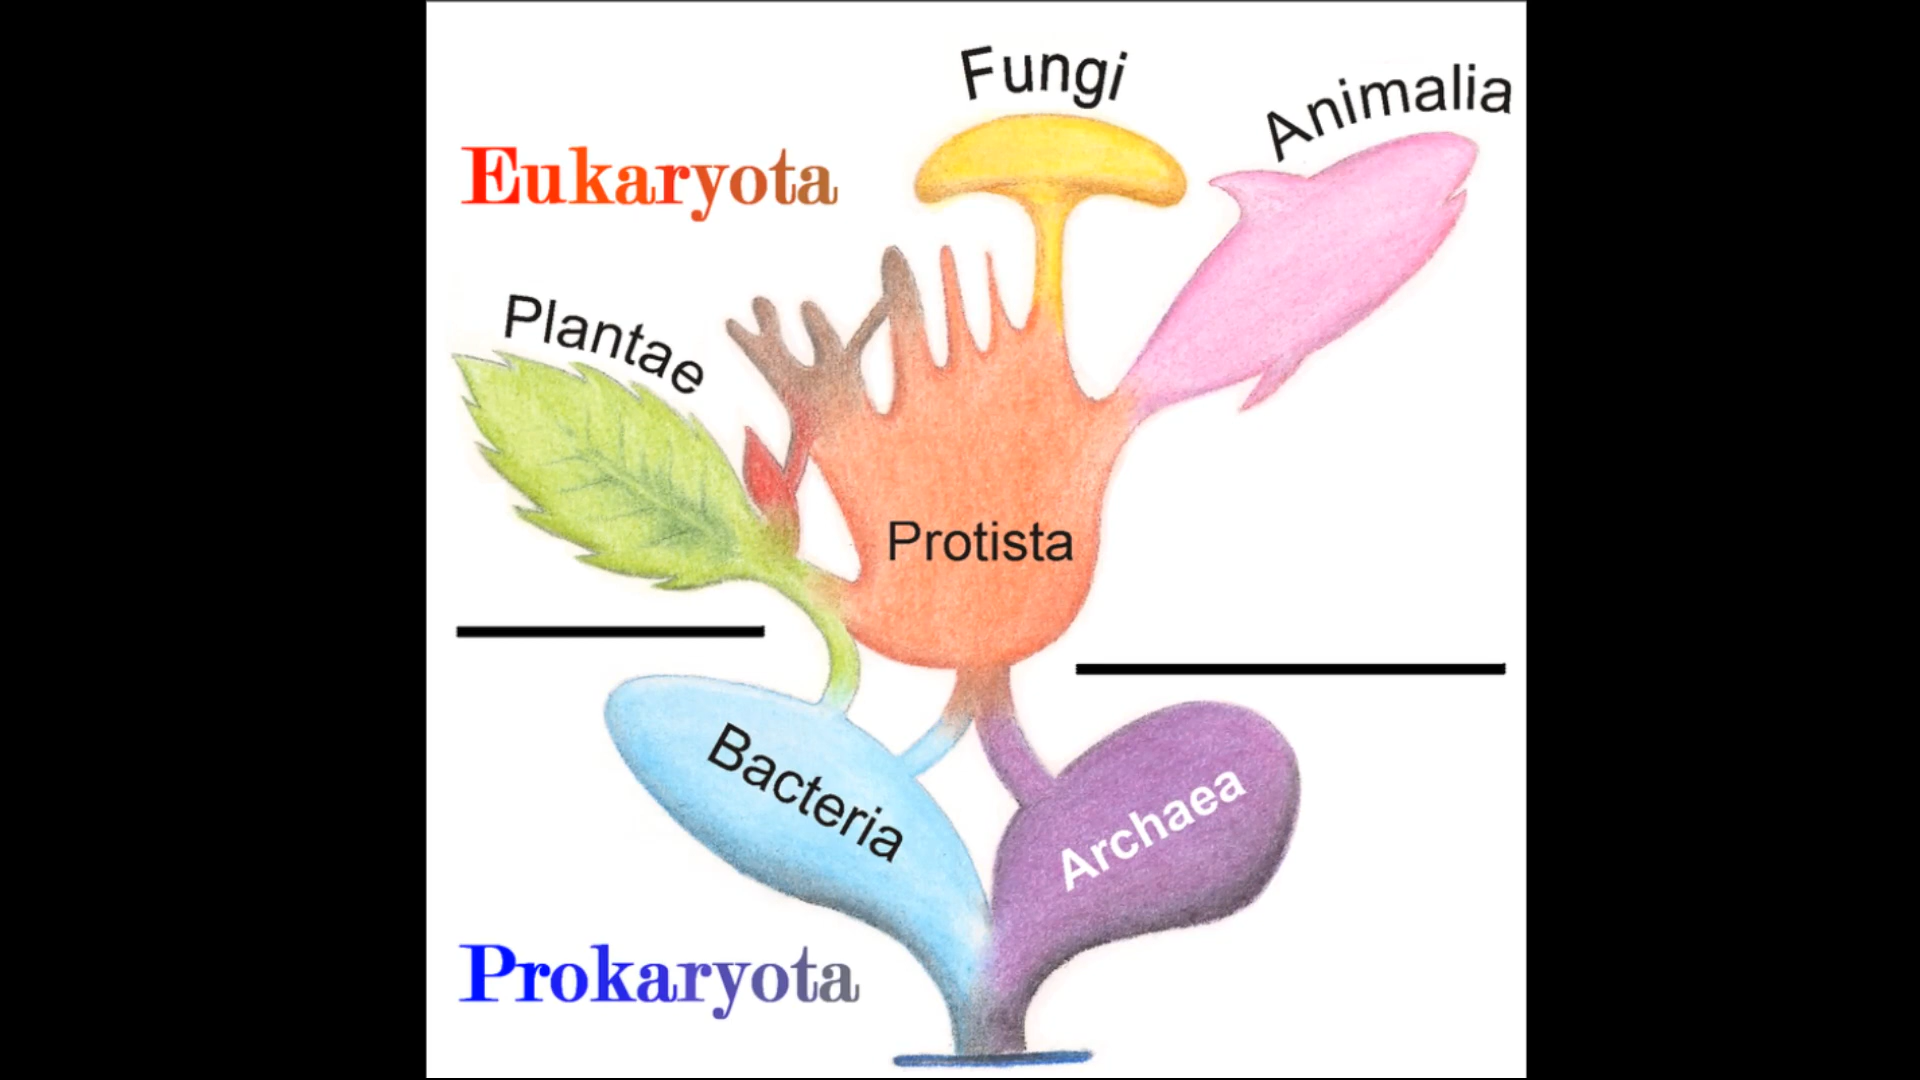 Fungi
Animalia
Eukaryota
Plantae
Protista
Bacteria
Archaea
Prokaryota